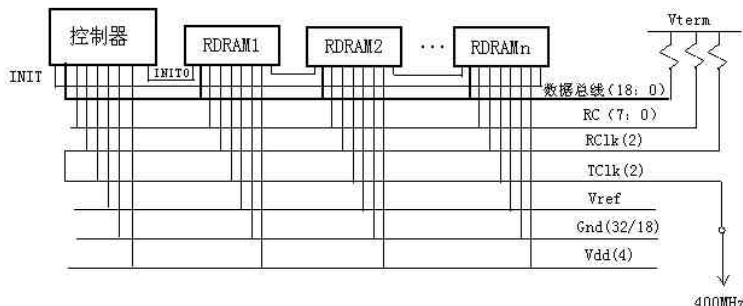 Vterm
控制器
RDRAM1
RDRAM2
···
RDRAMn
INIT
INIT0
数据总线(18: 0)
RC (7: 0)
RClk(2)
TClk(2)
Vref
Gnd(32/18)
Vdd(4)
400MHz